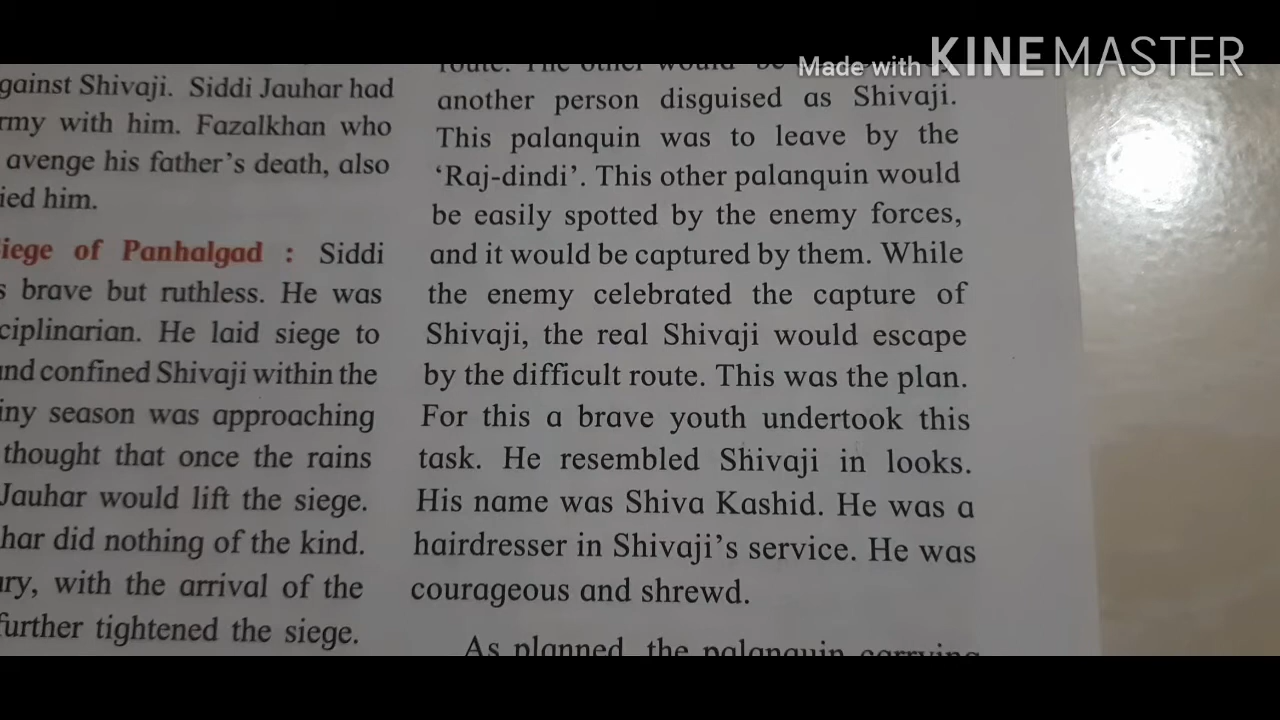 Made with KINEMASTER
gainst Shivaji. Siddi Jauhar had
rmy with him. Fazalkhan who
avenge his father's death, also
ied him.
iege of Panhalgad : Siddi
s brave but ruthless. He was
ciplinarian. He laid siege to
nd confined Shivaji within the
iny season was approaching
thought that once the rains
Jauhar would lift the siege.
har did nothing of the kind.
ry, with the arrival of the
further tightened the siege.
route. The other would be
another person disguised as Shivaji.
This palanquin was to leave by the
‘Raj-dindi’. This other palanquin would
be easily spotted by the enemy forces,
and it would be captured by them. While
the enemy celebrated the capture of
Shivaji, the real Shivaji would escape
by the difficult route. This was the plan.
For this a brave youth undertook this
task. He resembled Shivaji in looks.
His name was Shiva Kashid. He was a
hairdresser in Shivaji’s service. He was
courageous and shrewd.
As planned, the palanquin carrying